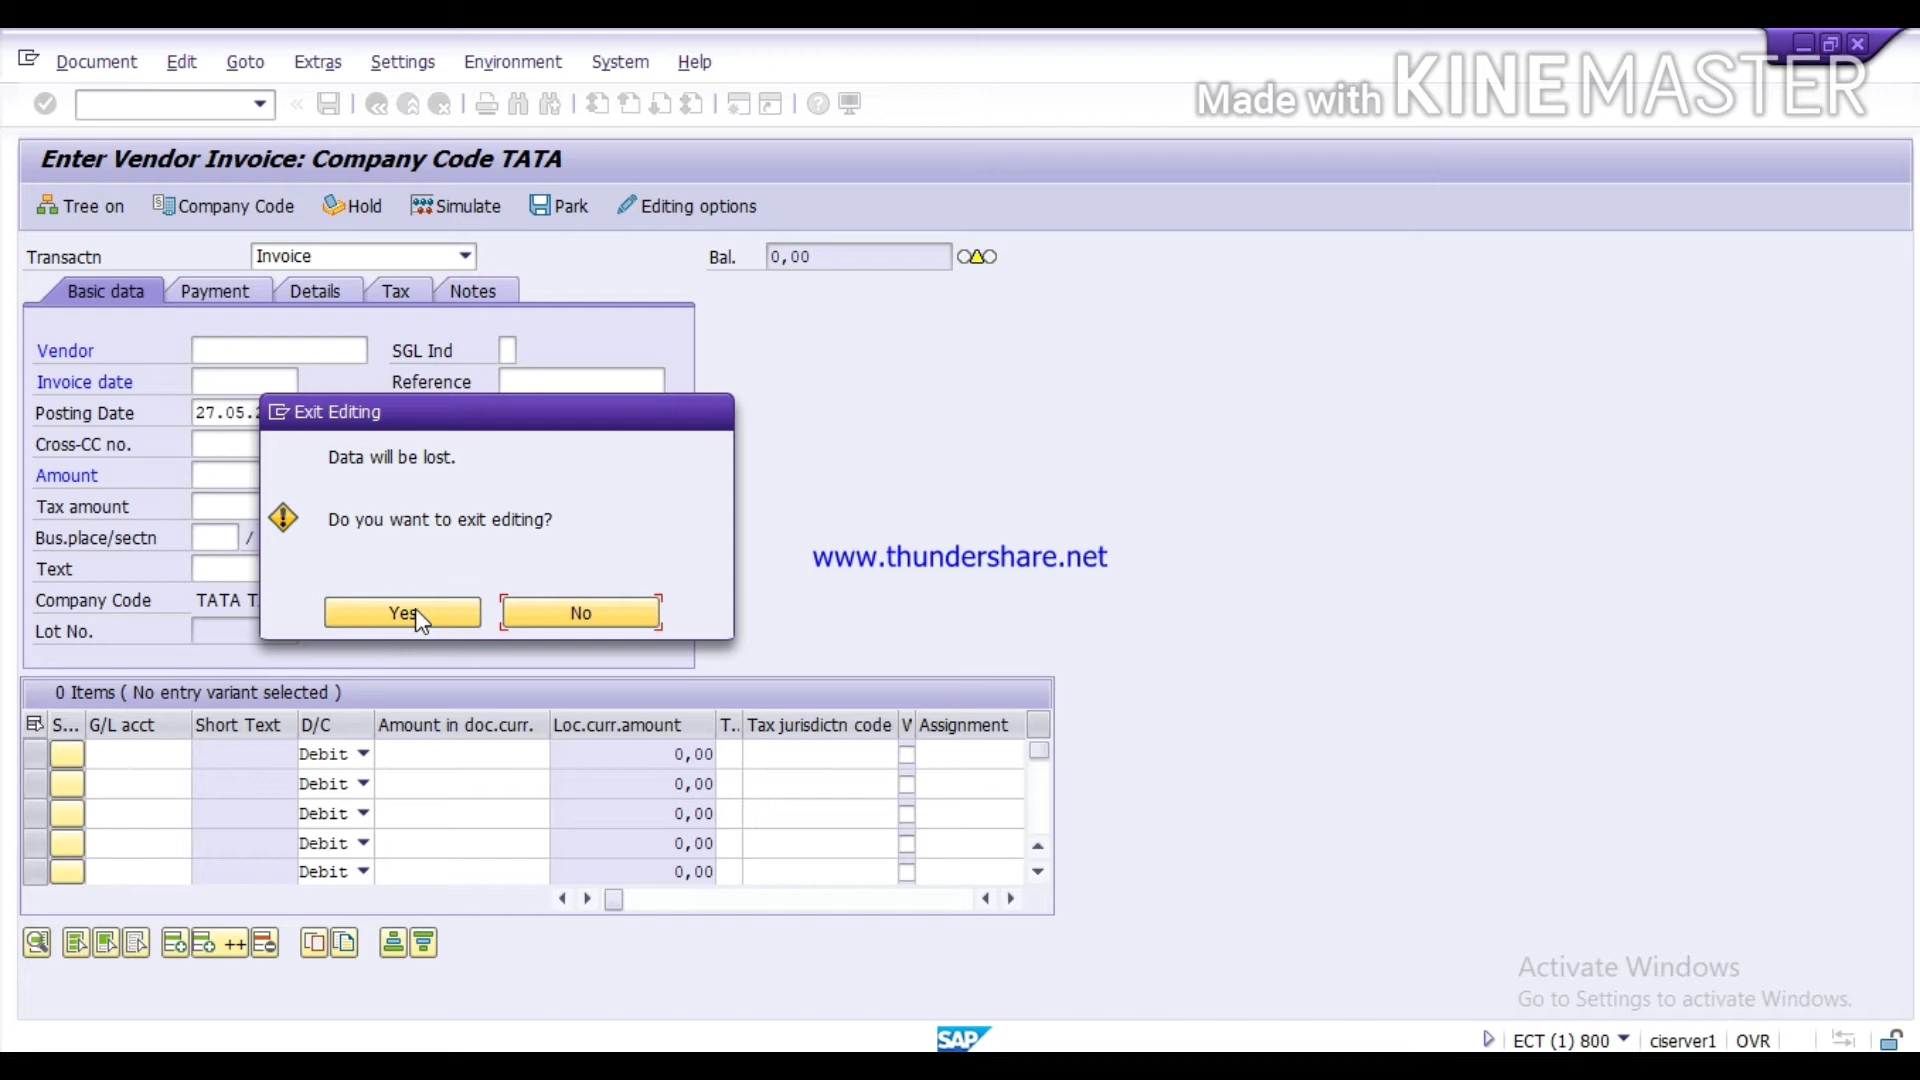 Document Edit Goto Extras Settings Environment System Help
Made with KINEMASTER
Enter Vendor Invoice: Company Code TATA
Tree on Company Code Hold Simulate Park Editing options
Transactn Invoice Bal. 0,00
Basic data Payment Details Tax Notes
Vendor SGL Ind
Invoice date Reference
Posting Date 27.05.
Exit Editing
Cross-CC no.
Data will be lost.
Amount
Tax amount
Do you want to exit editing?
Bus.place/sectn /
www.thundershare.net
Text
Company Code TATA
Yes No
Lot No.
0 Items ( No entry variant selected )
S... G/L acct Short Text D/C Amount in doc.curr. Loc.curr.amount T.. Tax jurisdictn code V Assignment
Debit 0,00
Debit 0,00
Debit 0,00
Debit 0,00
Debit 0,00
Activate Windows
Go to Settings to activate Windows.
SAP
ECT (1) 800 ciserver1 OVR